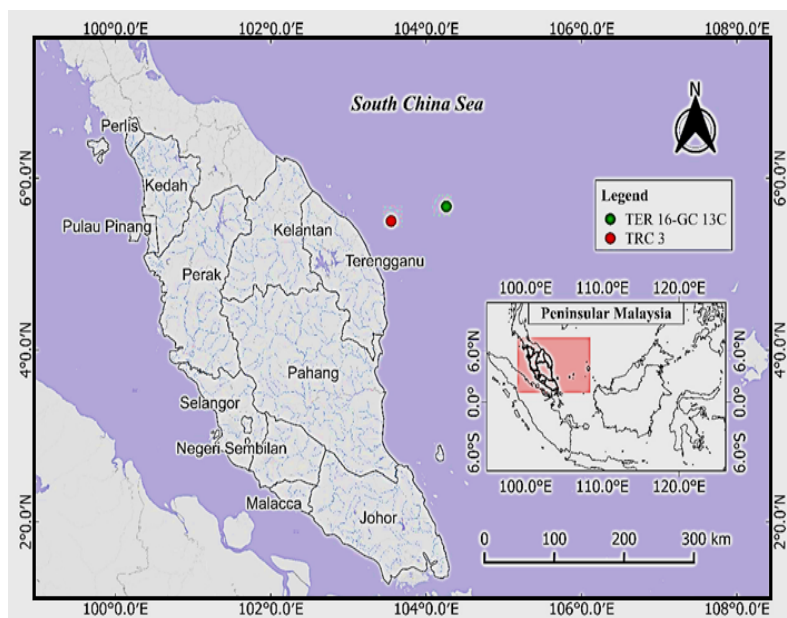 100°0.0'E 102°0.0'E 104°0.0'E 106°0.0'E 108°0.0'E
South China Sea
N
Perlis
6°0.0'N
6°0.0'N
Kedah
Legend
TER 16-GC 13C
TRC 3
Pulau Pinang
Kelantan
Terengganu
Perak
100.0°E 110.0°E 120.0°E
Peninsular Malaysia
4°0.0'N
4°0.0'N
6.0°N
6.0°N
Pahang
0.0°
0.0°
Selangor
6.0°S
6.0°S
Negeri Sembilan
100.0°E 110.0°E 120.0°E
Malacca
Johor
2°0.0'N
2°0.0'N
0 100 200 300 km
100°0.0'E 102°0.0'E 104°0.0'E 106°0.0'E 108°0.0'E